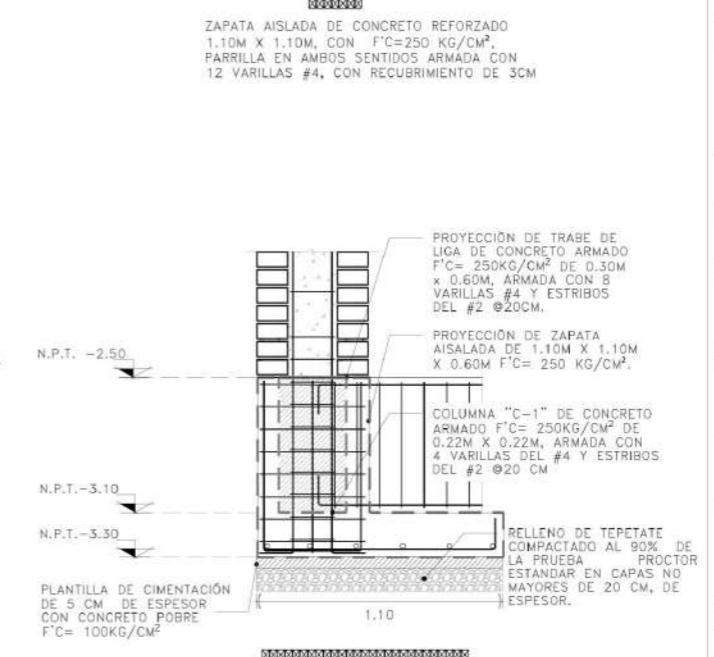 ZAPATA AISLADA DE CONCRETO REFORZADO
1.10M X 1.10M, CON F'C=250 KG/CM²,
PARRILLA EN AMBOS SENTIDOS ARMADA CON
12 VARILLAS #4, CON RECUBRIMIENTO DE 3CM
PROYECCIÓN DE TRABE DE
LIGA DE CONCRETO ARMADO
F'C= 250KG/CM² DE 0.30M
x 0.60M, ARMADA CON 8
VARILLAS #4 Y ESTRIBOS
DEL #2 @20CM.
N.P.T. -2.50
PROYECCIÓN DE ZAPATA
AISALADA DE 1.10M X 1.10M
X 0.60M F'C= 250 KG/CM².
COLUMNA "C-1" DE CONCRETO
ARMADO F'C= 250KG/CM² DE
0.22M X 0.22M, ARMADA CON
4 VARILLAS DEL #4 Y ESTRIBOS
DEL #2 @20 CM
N.P.T.-3.10
N.P.T.-3.30
RELLENO DE TEPETATE
COMPACTADO AL 90% DE
LA PRUEBA PROCTOR
ESTANDAR EN CAPAS NO
MAYORES DE 20 CM, DE
ESPESOR.
PLANTILLA DE CIMENTACIÓN
DE 5 CM DE ESPESOR
CON CONCRETO POBRE
F'C= 100KG/CM²
1.10